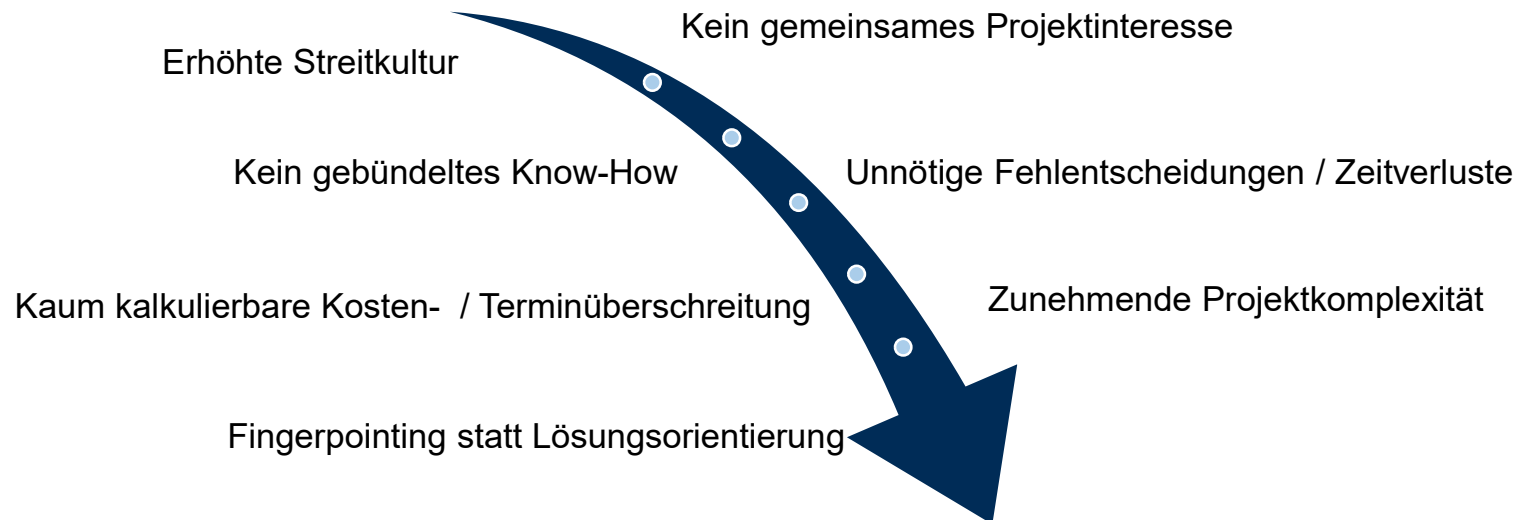 Kein gemeinsames Projektinteresse
Erhöhte Streitkultur
Kein gebündeltes Know-How
Unnötige Fehlentscheidungen / Zeitverluste
Kaum kalkulierbare Kosten-  / Terminüberschreitung
Zunehmende Projektkomplexität
Fingerpointing statt Lösungsorientierung